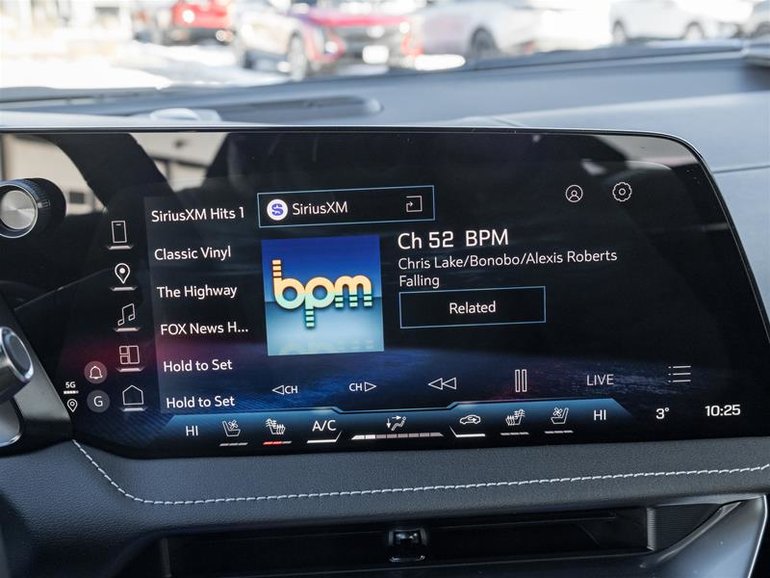 SiriusXM Hits 1
Classic Vinyl
The Highway
FOX News H...
Hold to Set
Hold to Set
SiriusXM
bpm
Ch 52 BPM
Chris Lake/Bonobo/Alexis Roberts
Falling
Related
CH
CH
LIVE
5G
G
HI
A/C
HI
3°
10:25